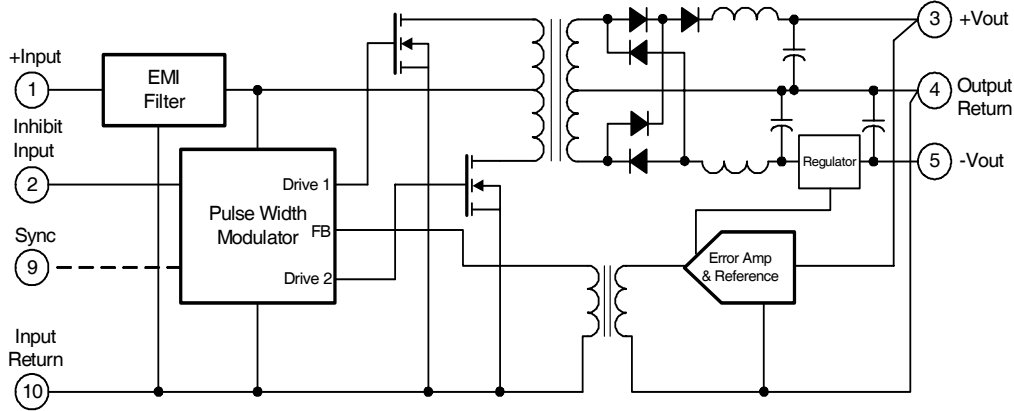 +Input
1
EMI
Filter
Inhibit
Input
2
Sync
9
Input
Return
10
Pulse Width
Modulator
Drive 1
FB
Drive 2
3
+Vout
4
Output
Return
5
-Vout
Regulator
Error Amp
& Reference